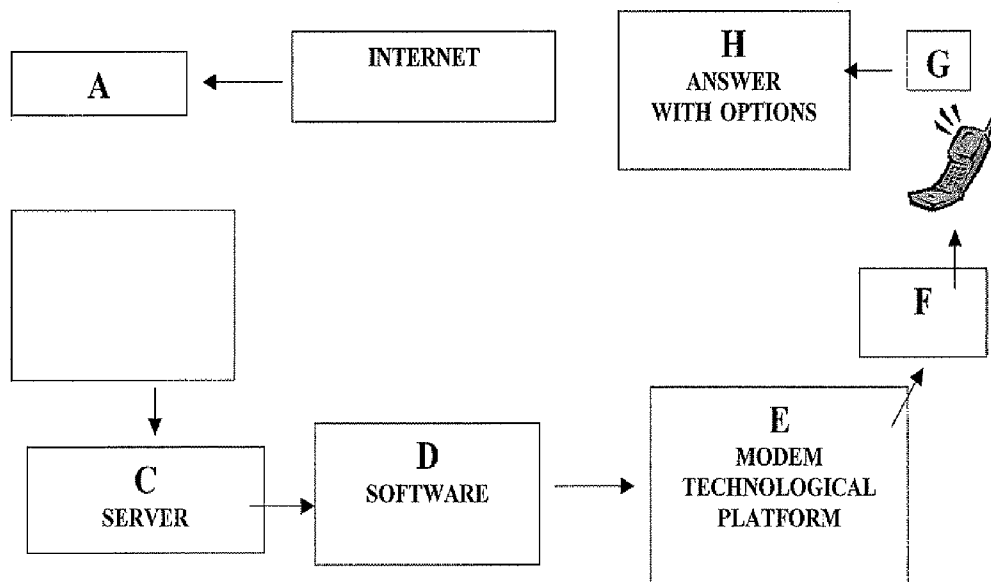 A
INTERNET
H
ANSWER
WITH OPTIONS
G
F
C
SERVER
D
SOFTWARE
E
MODEM
TECHNOLOGICAL
PLATFORM